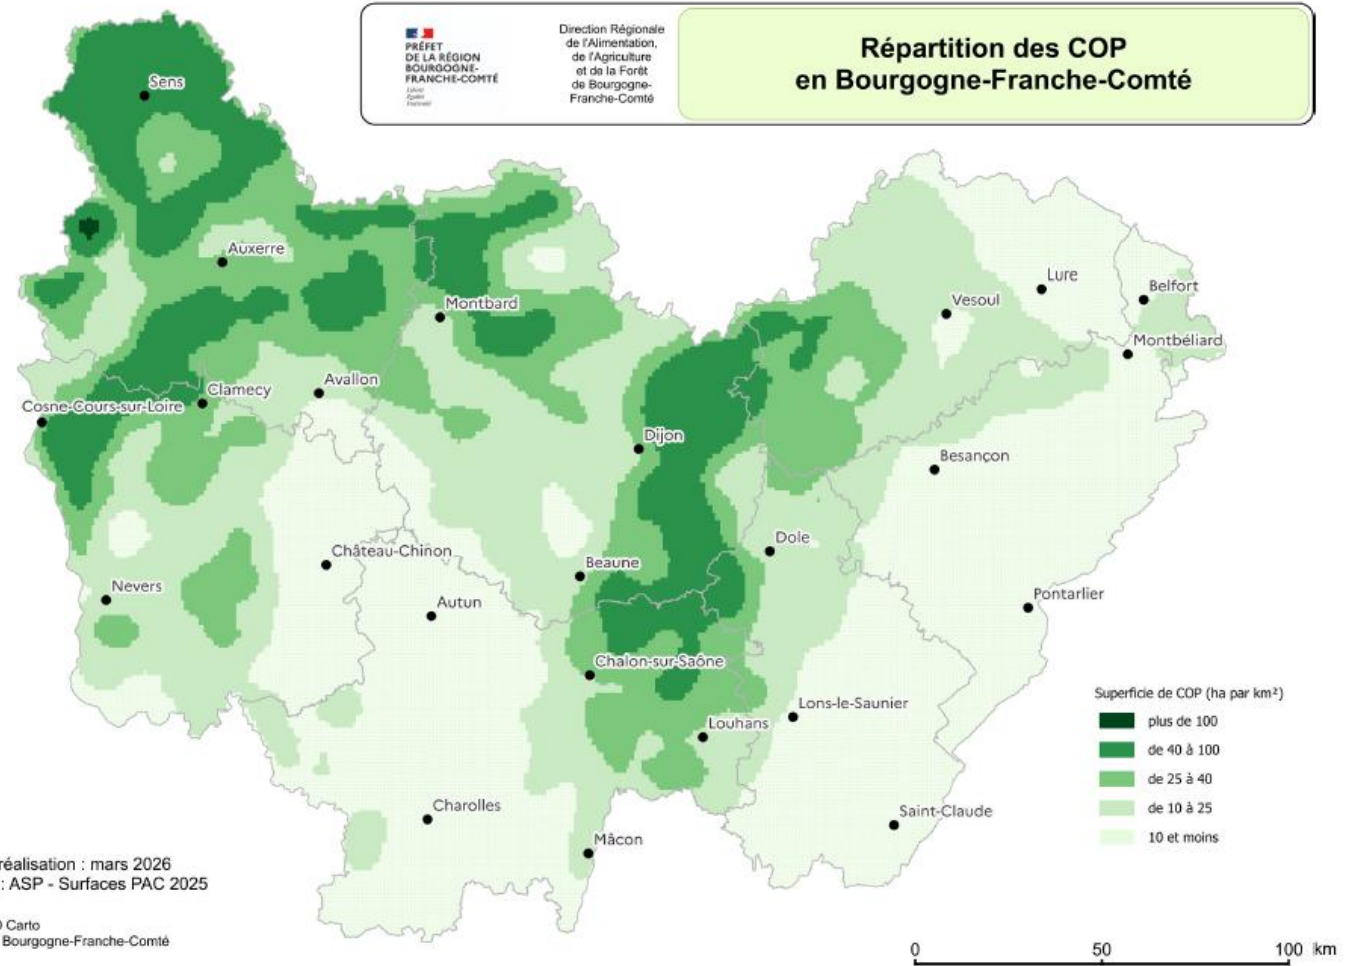 PRÉFET
DE LA RÉGION
BOURGOGNE-
FRANCHE-COMTÉ
Liberté
Égalité
Fraternité
Direction Régionale
de l'Alimentation,
de l'Agriculture
et de la Forêt
de Bourgogne-
Franche-Comté
Répartition des COP
en Bourgogne-Franche-Comté
Sens
Auxerre
Montbard
Lure
Belfort
Vesoul
Montbéliard
Avallon
Clamecy
Cosne-Cours-sur-Loire
Dijon
Besançon
Château-Chinon
Dole
Beaune
Nevers
Autun
Pontarlier
Chalon-sur-Saône
Lons-le-Saunier
Louhans
Charolles
Saint-Claude
Mâcon
Superficie de COP (ha par km²)
plus de 100
de 40 à 100
de 25 à 40
de 10 à 25
10 et moins
réalisation : mars 2026
: ASP - Surfaces PAC 2025
Carto
Bourgogne-Franche-Comté
0 50 100 km